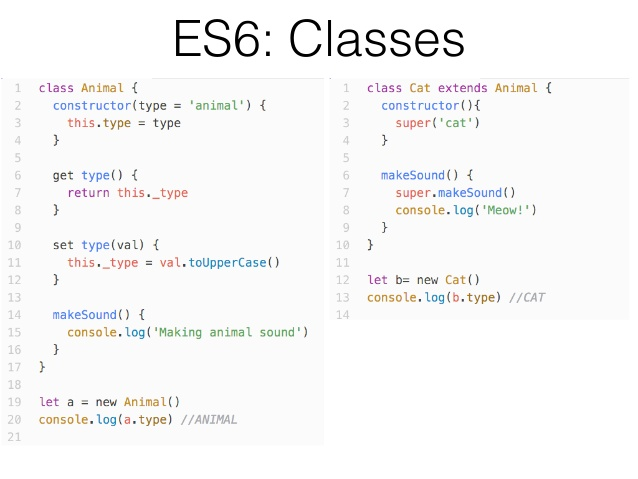 ES6: Classes
1 class Animal {
2   constructor(type = 'animal') {
3     this.type = type
4   }
5
6   get type() {
7     return this._type
8   }
9
10   set type(val) {
11     this._type = val.toUpperCase()
12   }
13
14   makeSound() {
15     console.log('Making animal sound')
16   }
17 }
18
19 let a = new Animal()
20 console.log(a.type) //ANIMAL
21
1 class Cat extends Animal {
2   constructor(){
3     super('cat')
4   }
5
6   makeSound() {
7     super.makeSound()
8     console.log('Meow!')
9   }
10 }
11
12 let b= new Cat()
13 console.log(b.type) //CAT
14